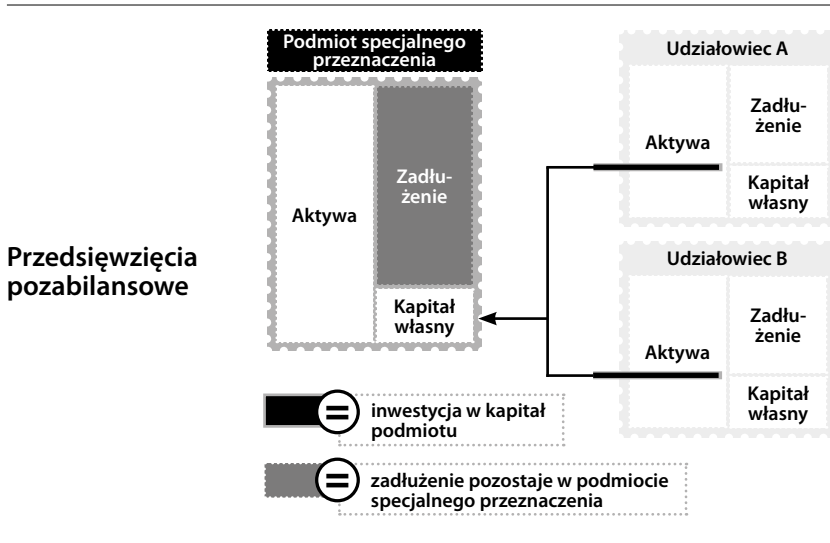 Przedsięwzięcia
pozabilansowe
Podmiot specjalnego
przeznaczenia
Aktywa
Zadłu-
żenie
Kapitał
własny
Udziałowiec A
Aktywa
Zadłu-
żenie
Kapitał
własny
Udziałowiec B
Aktywa
Zadłu-
żenie
Kapitał
własny
=
inwestycja w kapitał
podmiotu
=
zadłużenie pozostaje w podmiocie
specjalnego przeznaczenia